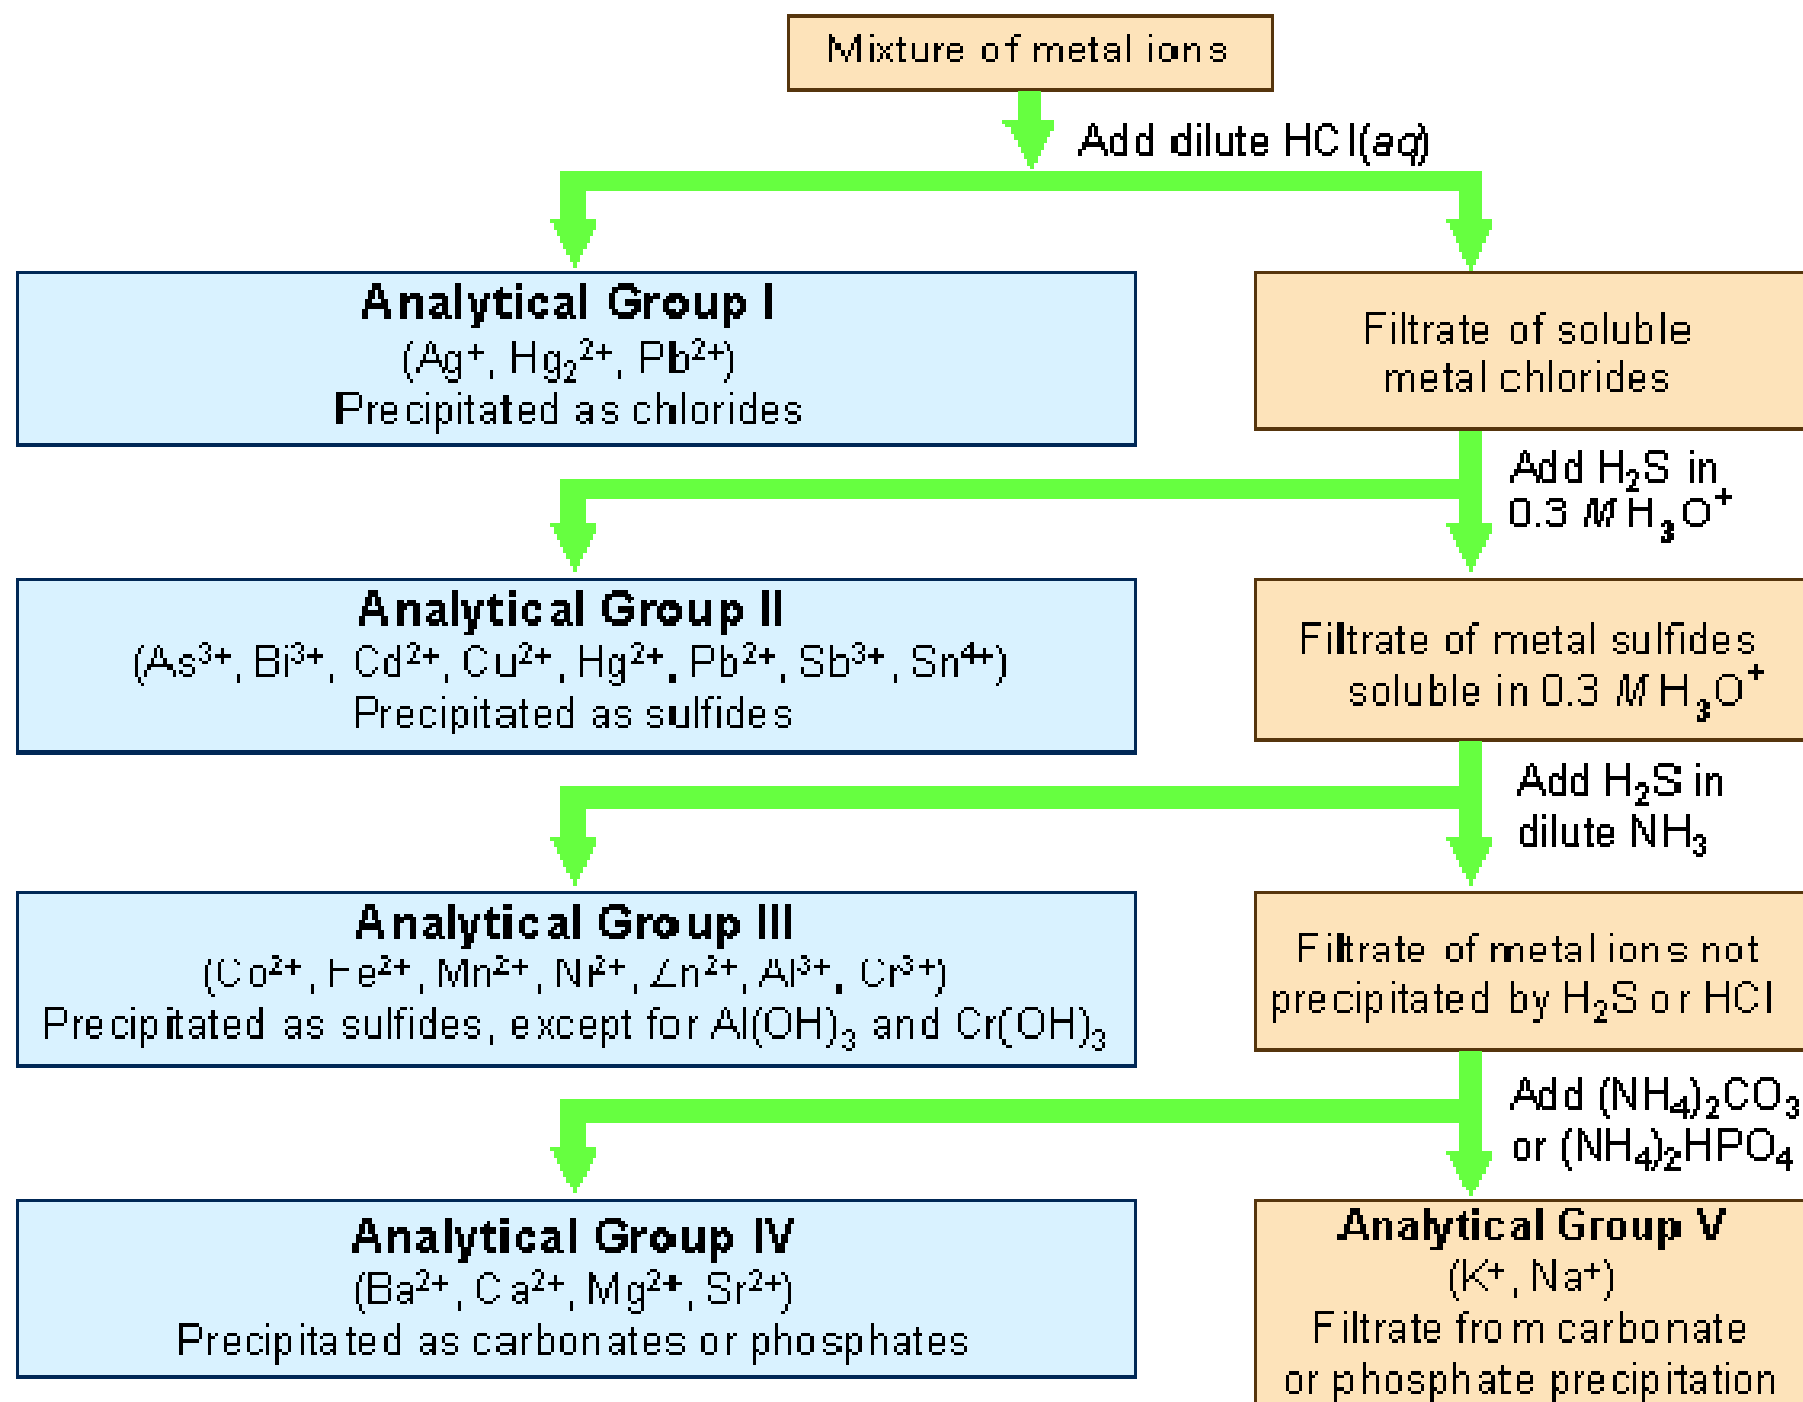 Mixture of metal ions
Add dilute HCl(aq)
Analytical Group I
(Ag⁺, Hg₂²⁺, Pb²⁺)
Precipitated as chlorides
Filtrate of soluble
metal chlorides
Add H₂S in
0.3 M H₃O⁺
Analytical Group II
(As³⁺, Bi³⁺, Cd²⁺, Cu²⁺, Hg²⁺, Pb²⁺, Sb³⁺, Sn⁴⁺)
Precipitated as sulfides
Filtrate of metal sulfides
soluble in 0.3 M H₃O⁺
Add H₂S in
dilute NH₃
Analytical Group III
(Co²⁺, Fe²⁺, Mn²⁺, Ni²⁺, Zn²⁺, Al³⁺, Cr³⁺)
Precipitated as sulfides, except for Al(OH)₃ and Cr(OH)₃
Filtrate of metal ions not
precipitated by H₂S or HCl
Add (NH₄)₂CO₃
or (NH₄)₂HPO₄
Analytical Group IV
(Ba²⁺, Ca²⁺, Mg²⁺, Sr²⁺)
Precipitated as carbonates or phosphates
Analytical Group V
(K⁺, Na⁺)
Filtrate from carbonate
or phosphate precipitation